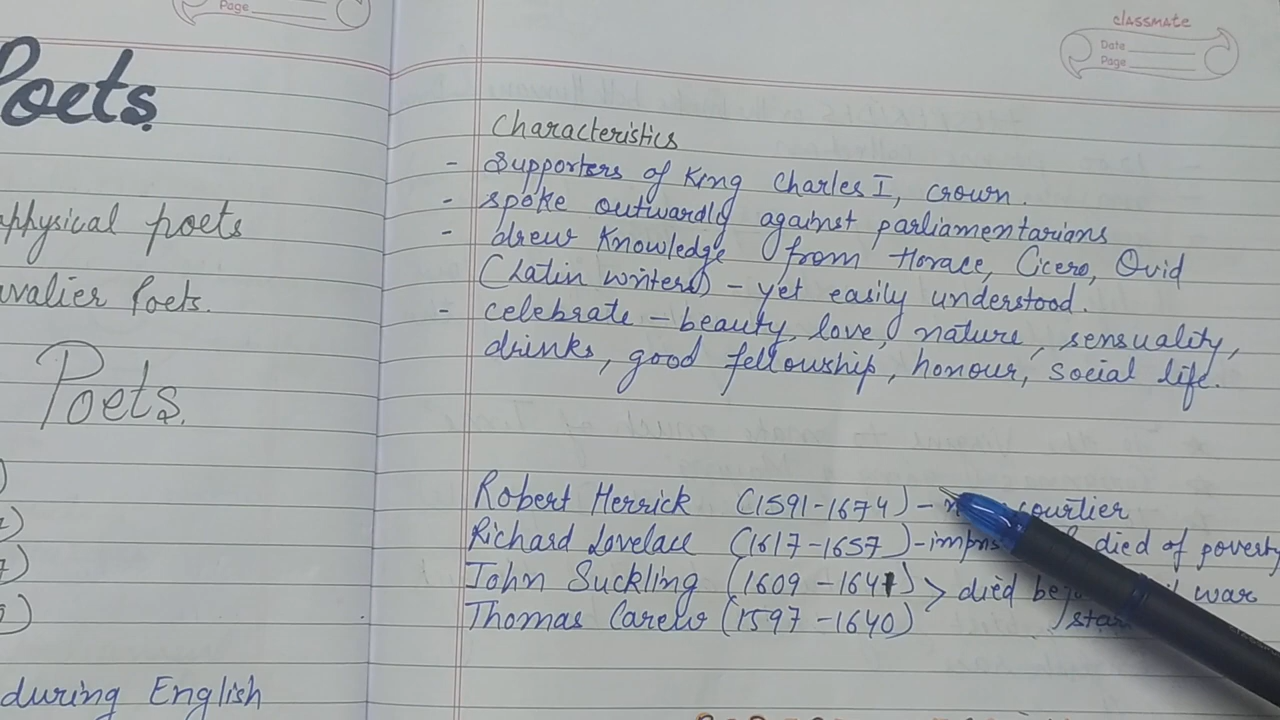 Page
Poets.
physical poets
valier Poets.
Poets.
during English
classmate
Date
Page
Characteristics
- Supporters of King Charles I, crown.
- spoke outwardly against parliamentarians
- drew knowledge from Horace, Cicero, Ovid
(Latin writers) - yet easily understood.
- celebrate - beauty, love, nature, sensuality,
drinks, good fellowship, honour, social life.
Robert Herrick (1591-1674) - courtier
Richard Lovelace (1617-1657) - died of poverty
John Suckling (1609-1641) > died war
Thomas Carew (1597-1640)